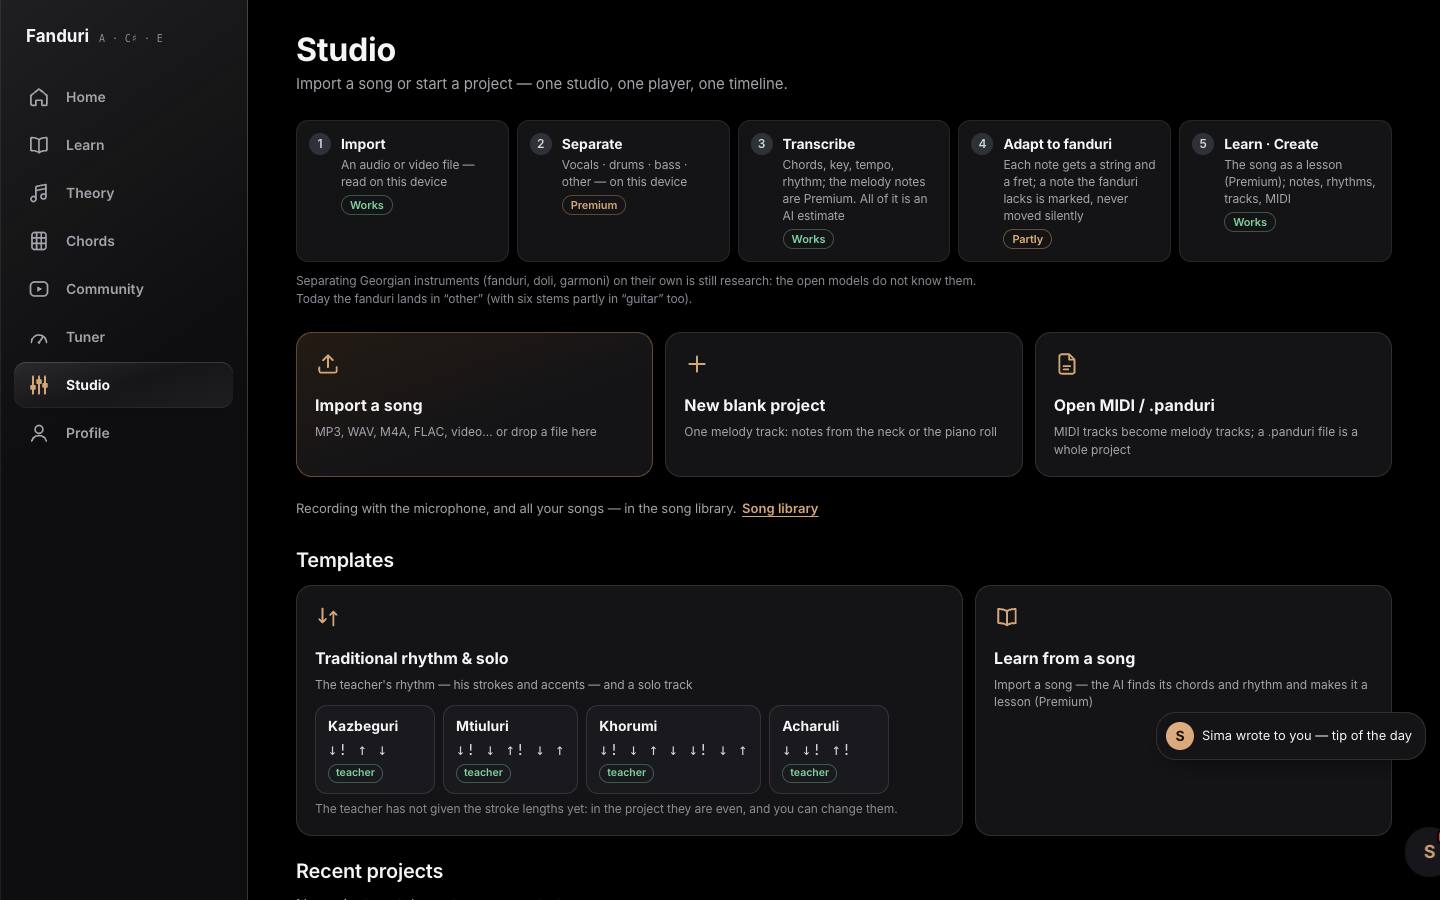 Fanduri A · C♯ · E
Home
Learn
Theory
Chords
Community
Tuner
Studio
Profile
Studio
Import a song or start a project — one studio, one player, one timeline.
1 Import
An audio or video file —
read on this device
Works
2 Separate
Vocals · drums · bass ·
other — on this device
Premium
3 Transcribe
Chords, key, tempo,
rhythm; the melody notes
are Premium. All of it is an
AI estimate
Works
4 Adapt to fanduri
Each note gets a string and
a fret; a note the fanduri
lacks is marked, never
moved silently
Partly
5 Learn · Create
The song as a lesson
(Premium); notes, rhythms,
tracks, MIDI
Works
Separating Georgian instruments (fanduri, doli, garmoni) on their own is still research: the open models do not know them.
Today the fanduri lands in “other” (with six stems partly in “guitar” too).
Import a song
MP3, WAV, M4A, FLAC, video... or drop a file here
New blank project
One melody track: notes from the neck or the piano roll
Open MIDI / .panduri
MIDI tracks become melody tracks; a .panduri file is a
whole project
Recording with the microphone, and all your songs — in the song library. Song library
Templates
Traditional rhythm & solo
The teacher's rhythm — his strokes and accents — and a solo track
Kazbeguri
↓! ↑ ↓
teacher
Mtiuluri
↓! ↓ ↑! ↓ ↑
teacher
Khorumi
↓! ↓ ↑ ↓ ↓! ↓ ↑
teacher
Acharuli
↓ ↓! ↑!
teacher
The teacher has not given the stroke lengths yet: in the project they are even, and you can change them.
Learn from a song
Import a song — the AI finds its chords and rhythm and makes it a
lesson (Premium)
S Sima wrote to you — tip of the day
S
Recent projects